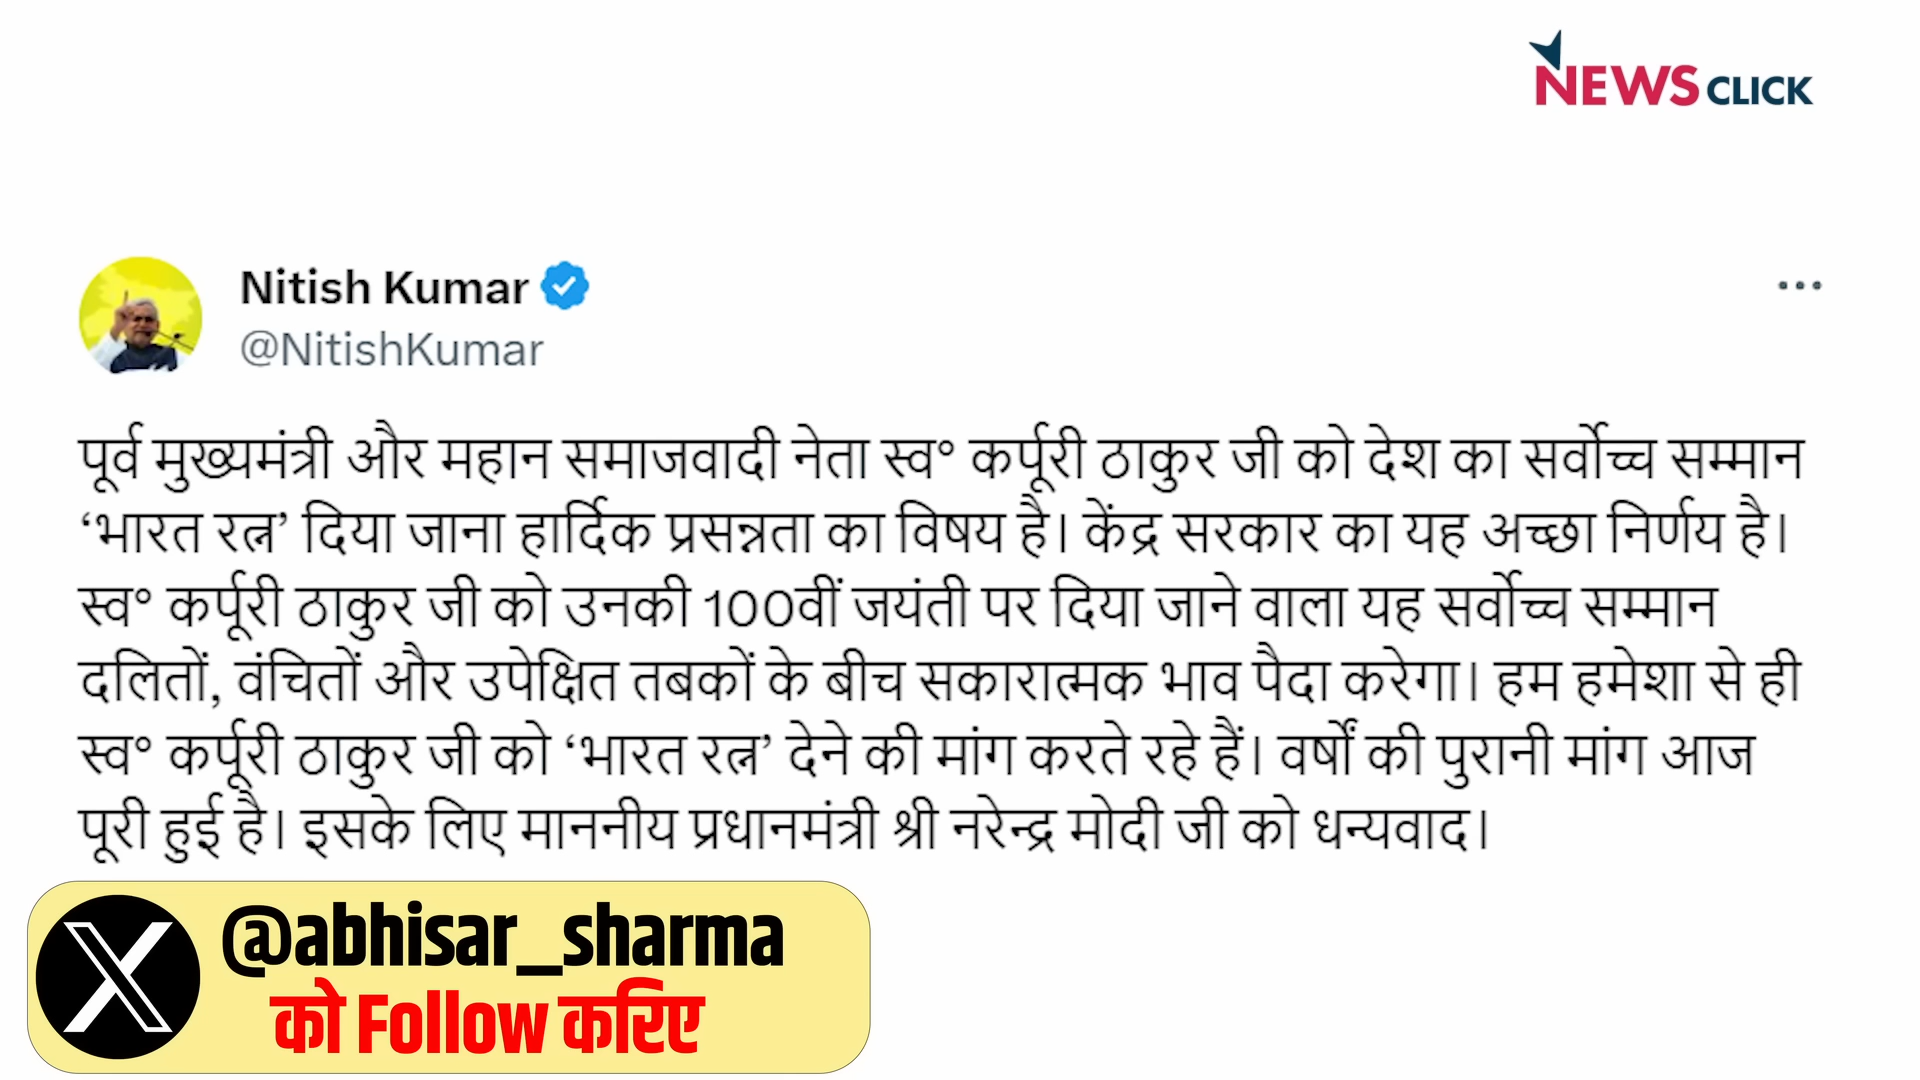 NEWS CLICK
Nitish Kumar
@NitishKumar
पूर्व मुख्यमंत्री और महान समाजवादी नेता स्व॰ कर्पूरी ठाकुर जी को देश का सर्वोच्च सम्मान
‘भारत रत्न’ दिया जाना हार्दिक प्रसन्नता का विषय है। केंद्र सरकार का यह अच्छा निर्णय है।
स्व॰ कर्पूरी ठाकुर जी को उनकी 100वीं जयंती पर दिया जाने वाला यह सर्वोच्च सम्मान
दलितों, वंचितों और उपेक्षित तबकों के बीच सकारात्मक भाव पैदा करेगा। हम हमेशा से ही
स्व॰ कर्पूरी ठाकुर जी को ‘भारत रत्न’ देने की मांग करते रहे हैं। वर्षों की पुरानी मांग आज
पूरी हुई है। इसके लिए माननीय प्रधानमंत्री श्री नरेन्द्र मोदी जी को धन्यवाद।
@abhisar_sharma
को Follow करिए